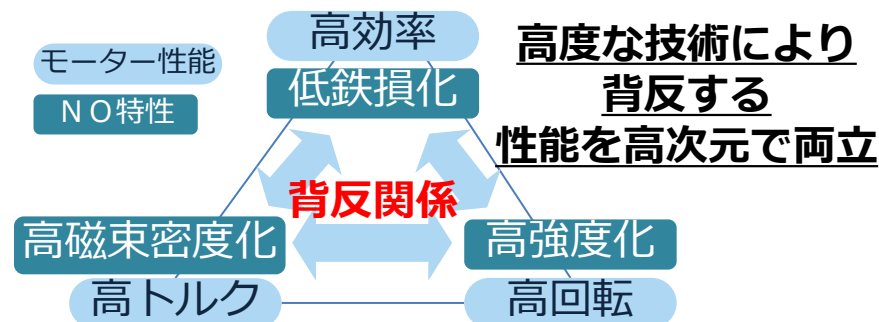 高効率
低鉄損化
モーター性能
ＮＯ特性
高度な技術により
背反する
性能を高次元で両立
背反関係
高磁束密度化
高強度化
高トルク
高回転